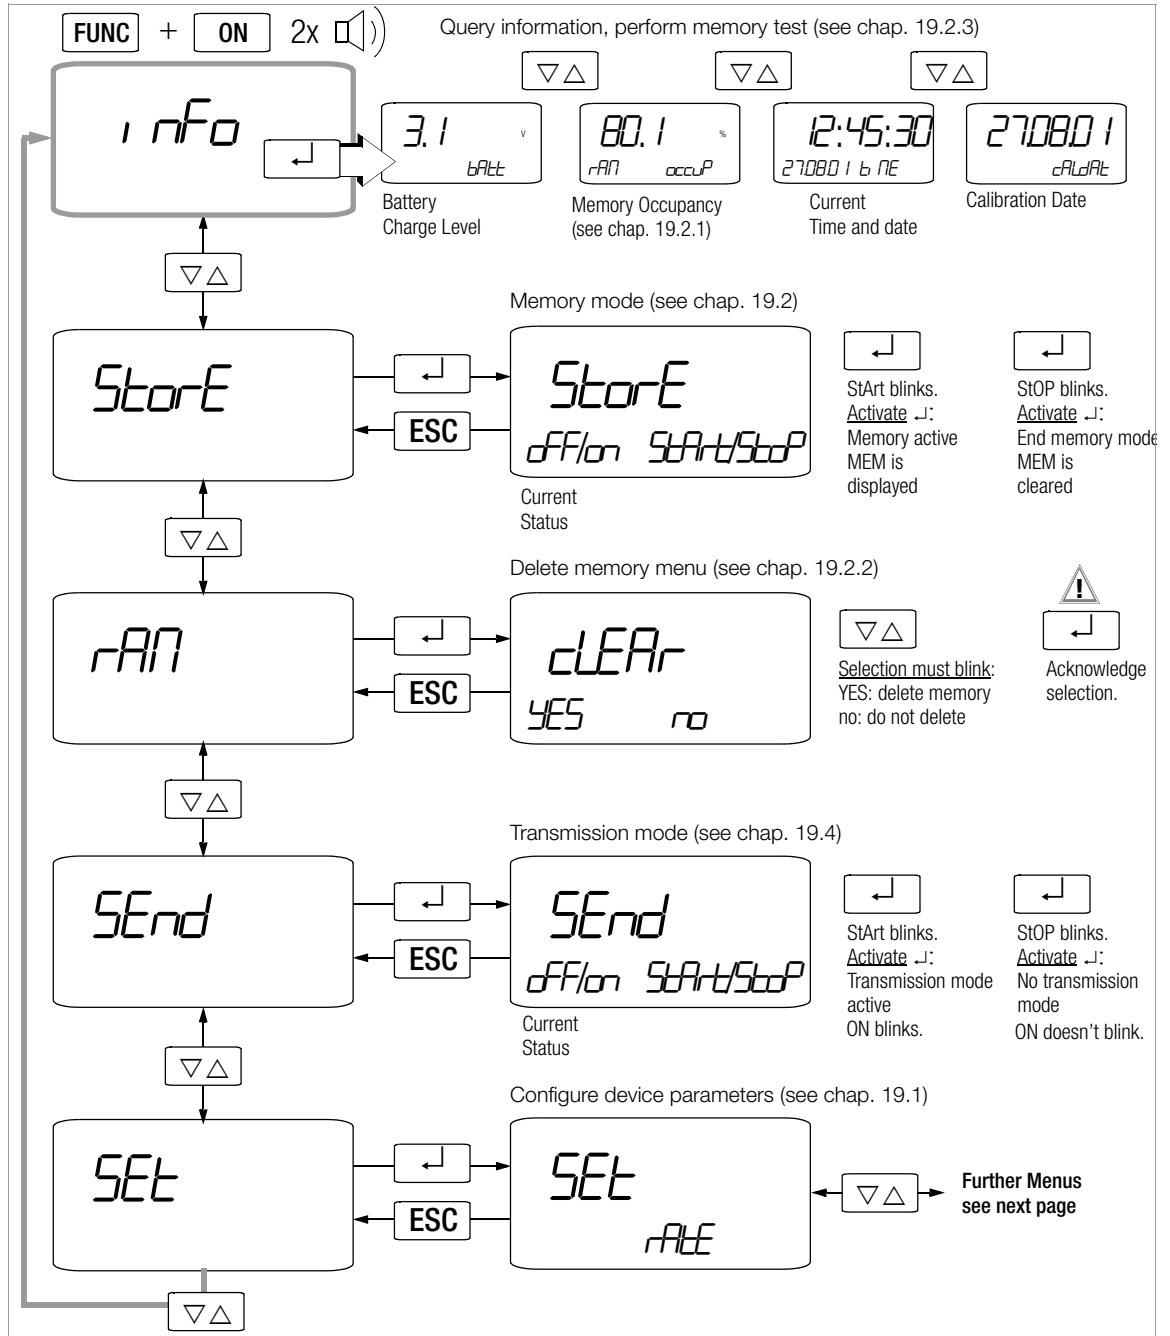 FUNC + ON 2x
Query information, perform memory test (see chap. 19.2.3)
inFo
3.1 V
bAtt
80.1 %
rAM occuP
12:45:30
27.08.01 b ME
27.08.01
cALdAt
Battery
Charge Level
Memory Occupancy
(see chap. 19.2.1)
Current
Time and date
Calibration Date
Memory mode (see chap. 19.2)
StorE
ESC
StorE
oFF/on StArt/StoP
Current
Status
StArt blinks.
Activate ↵:
Memory active
MEM is
displayed
StOP blinks.
Activate ↵:
End memory mode
MEM is
cleared
Delete memory menu (see chap. 19.2.2)
rAM
ESC
cLEAr
YES no
Selection must blink:
YES: delete memory
no: do not delete
Acknowledge
selection.
Transmission mode (see chap. 19.4)
SEnd
ESC
SEnd
oFF/on StArt/StoP
Current
Status
StArt blinks.
Activate ↵:
Transmission mode
active
ON blinks.
StOP blinks.
Activate ↵:
No transmission
mode
ON doesn't blink.
Configure device parameters (see chap. 19.1)
SEt
ESC
SEt
rAtE
Further Menus
see next page